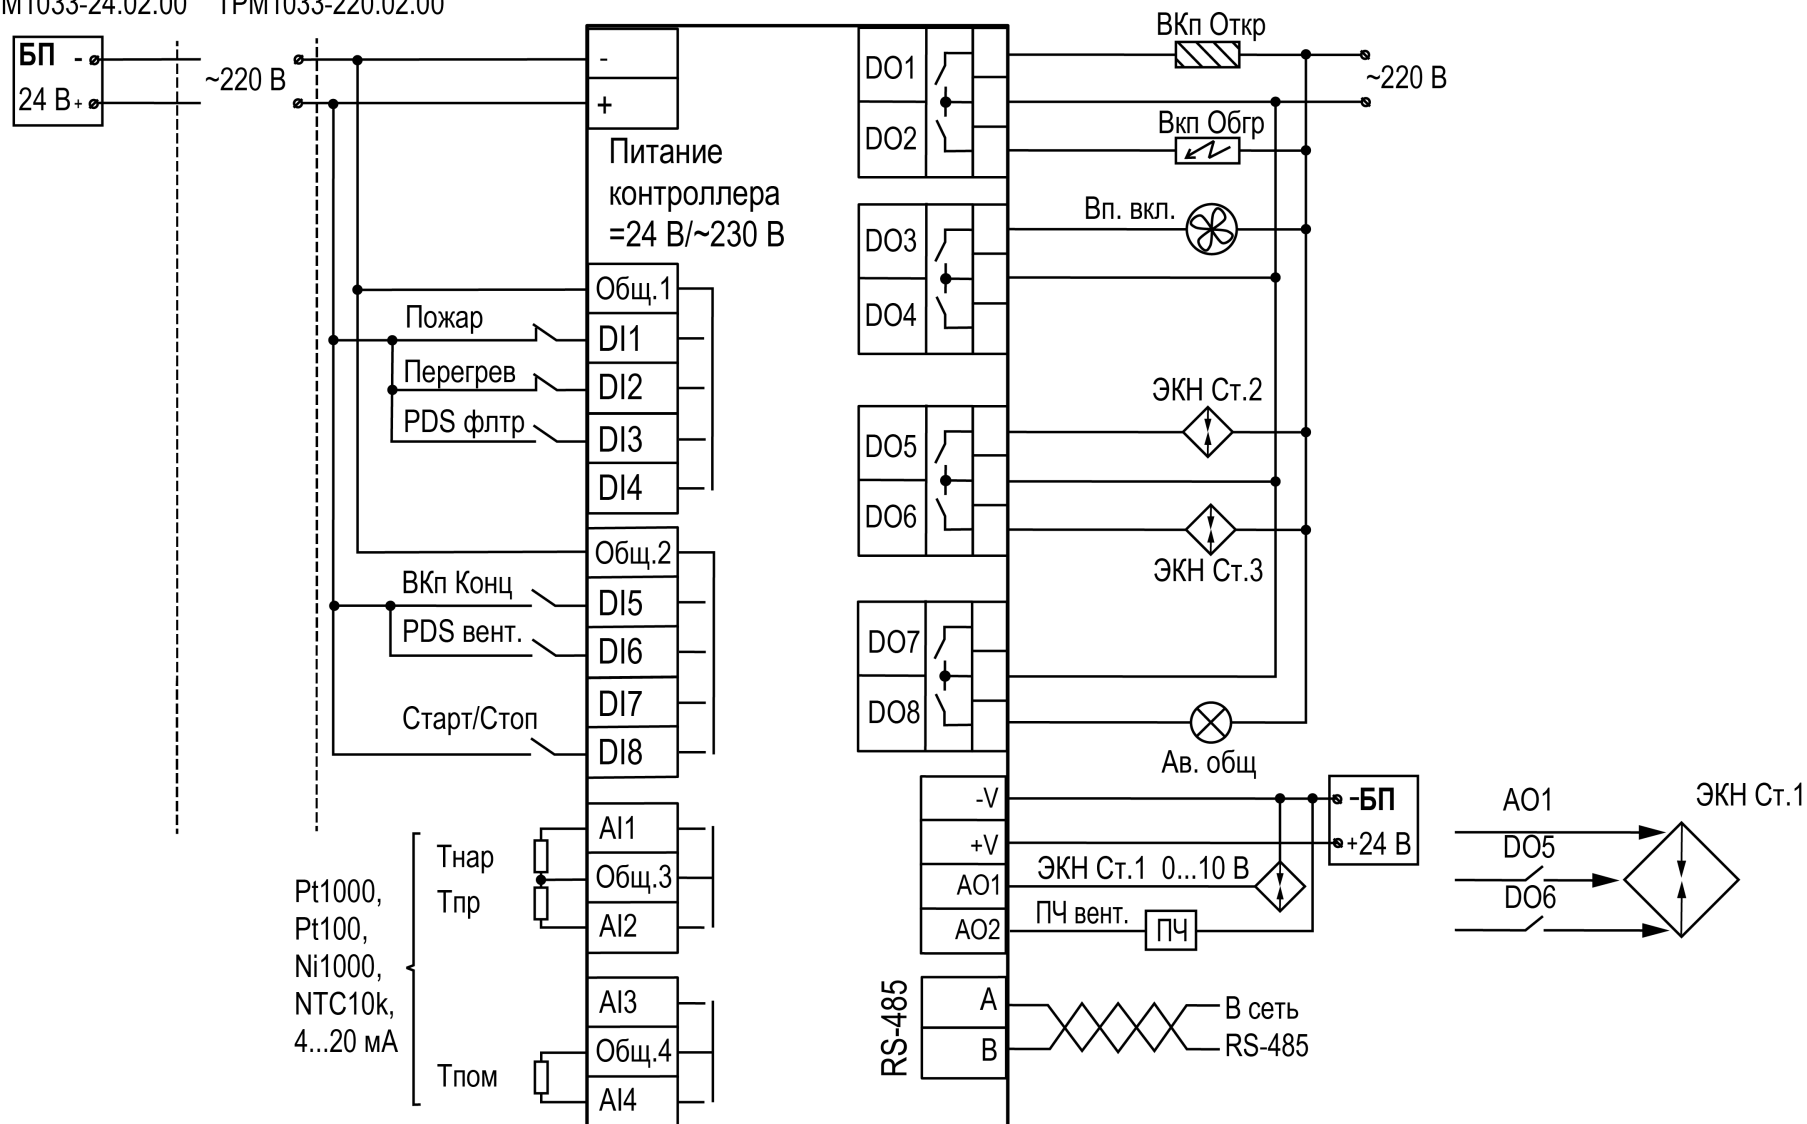 М1033-24.02.00 ТРМ1033-220.02.00
БП -
24 В+
~220 В
-
+
Питание
контроллера
=24 В/~230 В
Общ.1
Пожар
DI1
Перегрев
DI2
PDS флтр
DI3
DI4
Общ.2
ВКп Конц
DI5
PDS вент.
DI6
DI7
Старт/Стоп
DI8
AI1
Тнар
Общ.3
Тпр
AI2
Pt1000,
Pt100,
Ni1000,
NTC10k,
4...20 мА
AI3
Общ.4
Тпом
AI4
DO1
ВКп Откр
~220 В
DO2
Вкп Обгр
DO3
Вп. вкл.
DO4
ЭКН Ст.2
DO5
DO6
ЭКН Ст.3
DO7
DO8
Ав. общ
-V
-БП
+V
+24 В
AO1
ЭКН Ст.1 0...10 В
AO2
ПЧ вент.
ПЧ
RS-485
A
B
В сеть
RS-485
AO1
ЭКН Ст.1
DO5
DO6